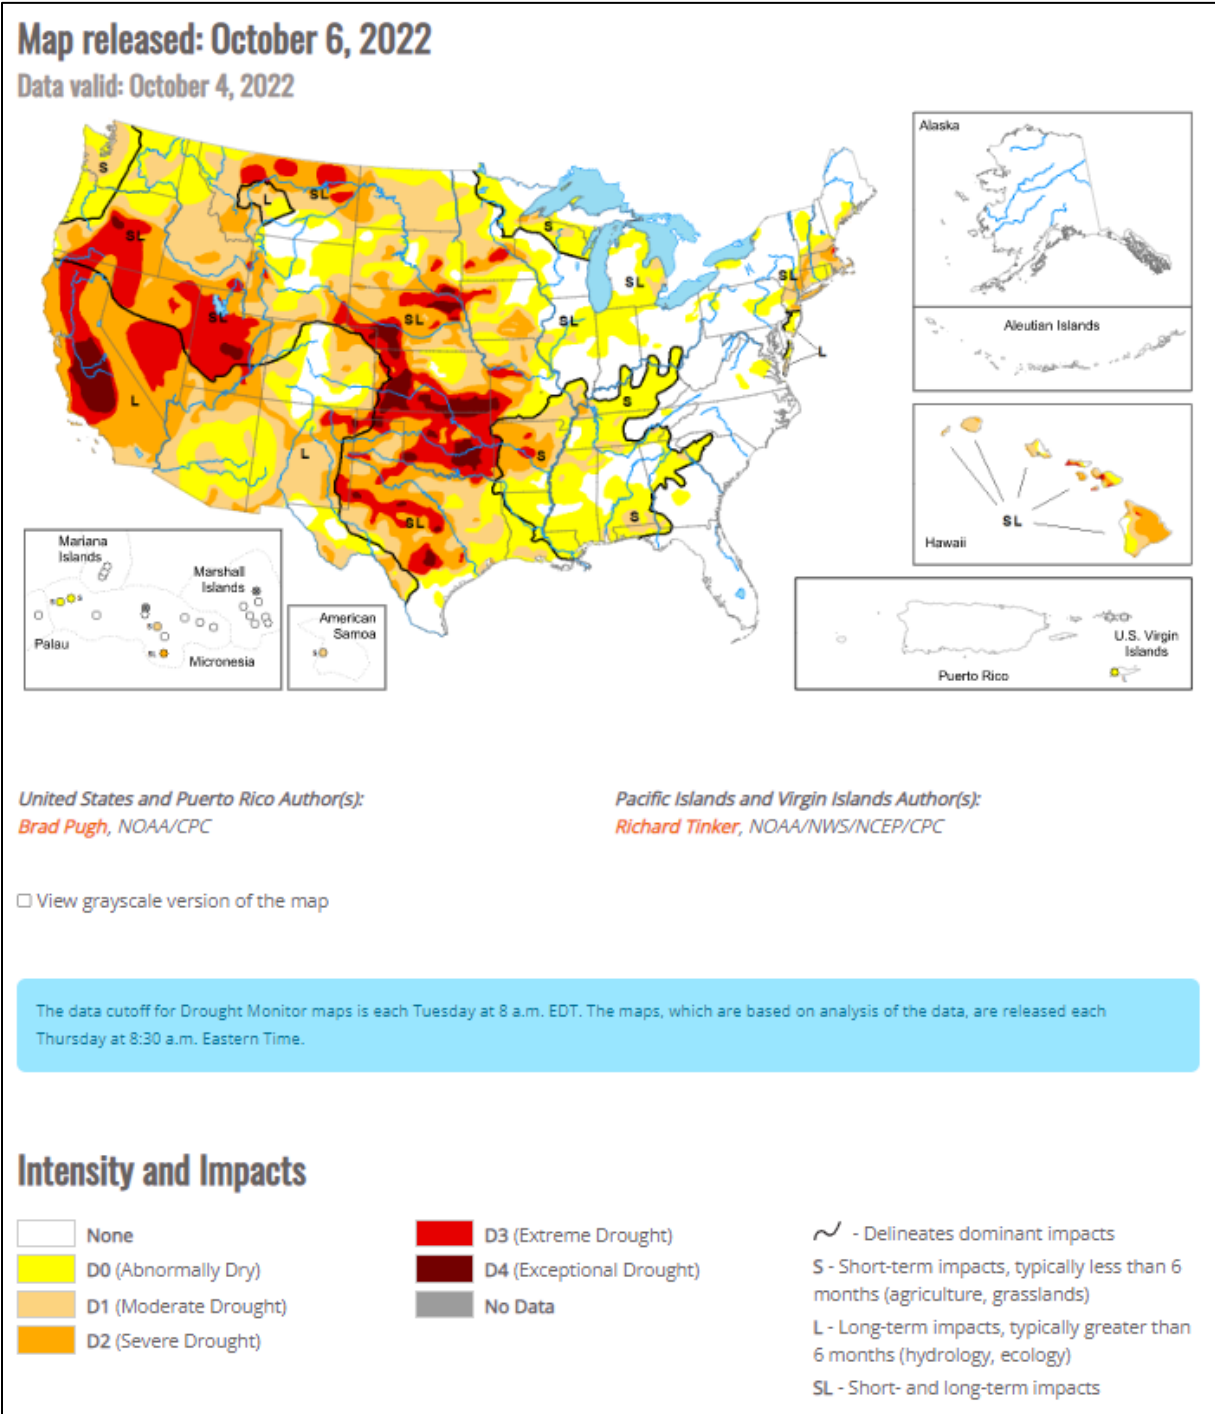 Map released: October 6, 2022
Data valid: October 4, 2022
S
L
SL
SL
S
SL
SL
SL
SL
SL
L
S
L
L
S
SL
S
Alaska
Aleutian Islands
SL
Hawaii
Mariana
Islands
Marshall
Islands
S
S
S
SL
Palau
Micronesia
American
Samoa
S
U.S. Virgin
Islands
Puerto Rico
United States and Puerto Rico Author(s):
Brad Pugh, NOAA/CPC
Pacific Islands and Virgin Islands Author(s):
Richard Tinker, NOAA/NWS/NCEP/CPC
View grayscale version of the map
The data cutoff for Drought Monitor maps is each Tuesday at 8 a.m. EDT. The maps, which are based on analysis of the data, are released each
Thursday at 8:30 a.m. Eastern Time.
Intensity and Impacts
None
D0 (Abnormally Dry)
D1 (Moderate Drought)
D2 (Severe Drought)
D3 (Extreme Drought)
D4 (Exceptional Drought)
No Data
- Delineates dominant impacts
S - Short-term impacts, typically less than 6
months (agriculture, grasslands)
L - Long-term impacts, typically greater than
6 months (hydrology, ecology)
SL - Short- and long-term impacts